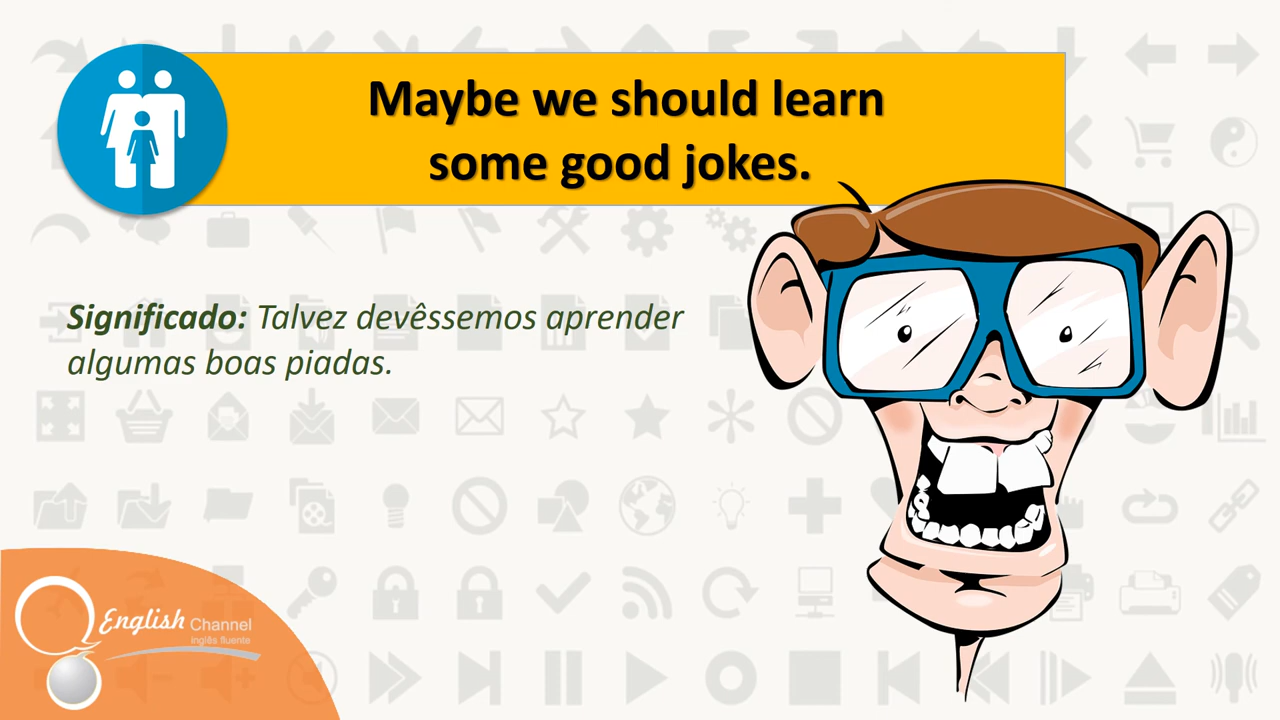 Maybe we should learn
some good jokes.
Significado: Talvez devêssemos aprender
algumas boas piadas.
English Channel
inglês fluente